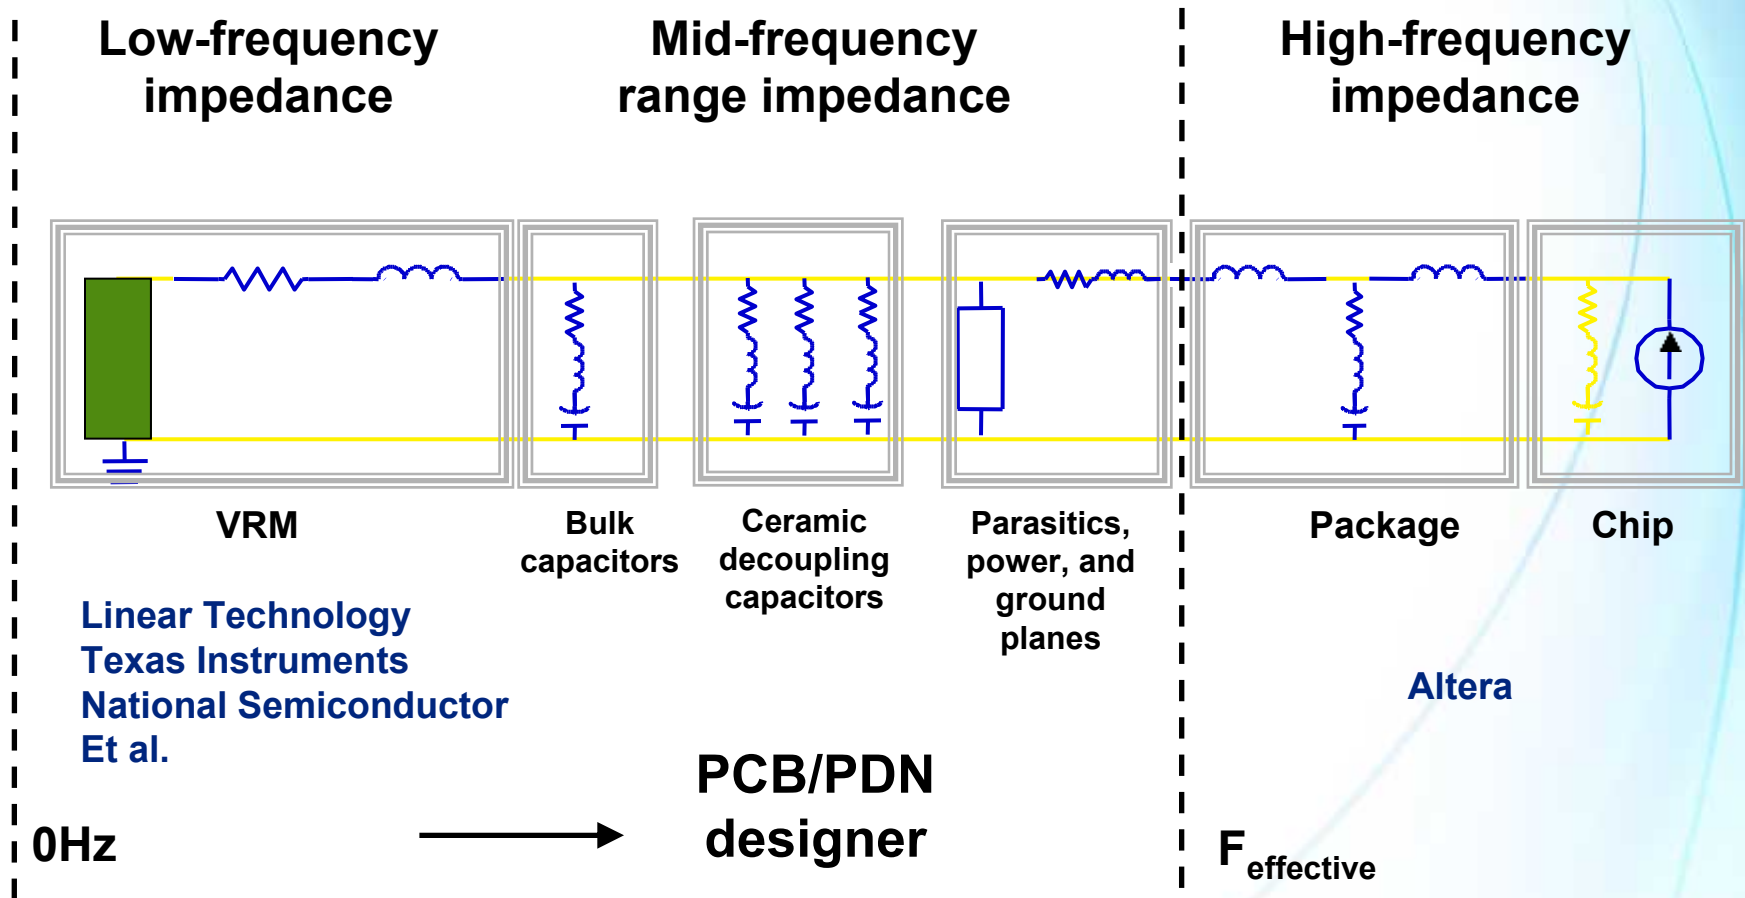 Low-frequency
impedance
Mid-frequency
range impedance
High-frequency
impedance
VRM
Bulk
capacitors
Ceramic
decoupling
capacitors
Parasitics,
power, and
ground
planes
Package
Chip
Linear Technology
Texas Instruments
National Semiconductor
Et al.
Altera
PCB/PDN
designer
0Hz
Feffective